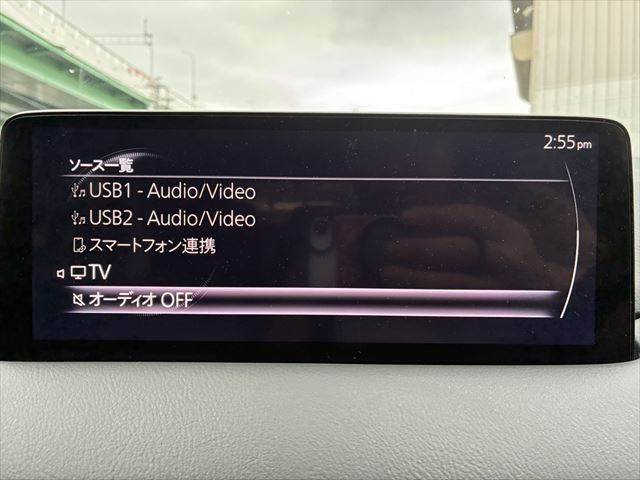 2:55pm
ソース一覧
USB1 - Audio/Video
USB2 - Audio/Video
スマートフォン連携
TV
オーディオ OFF